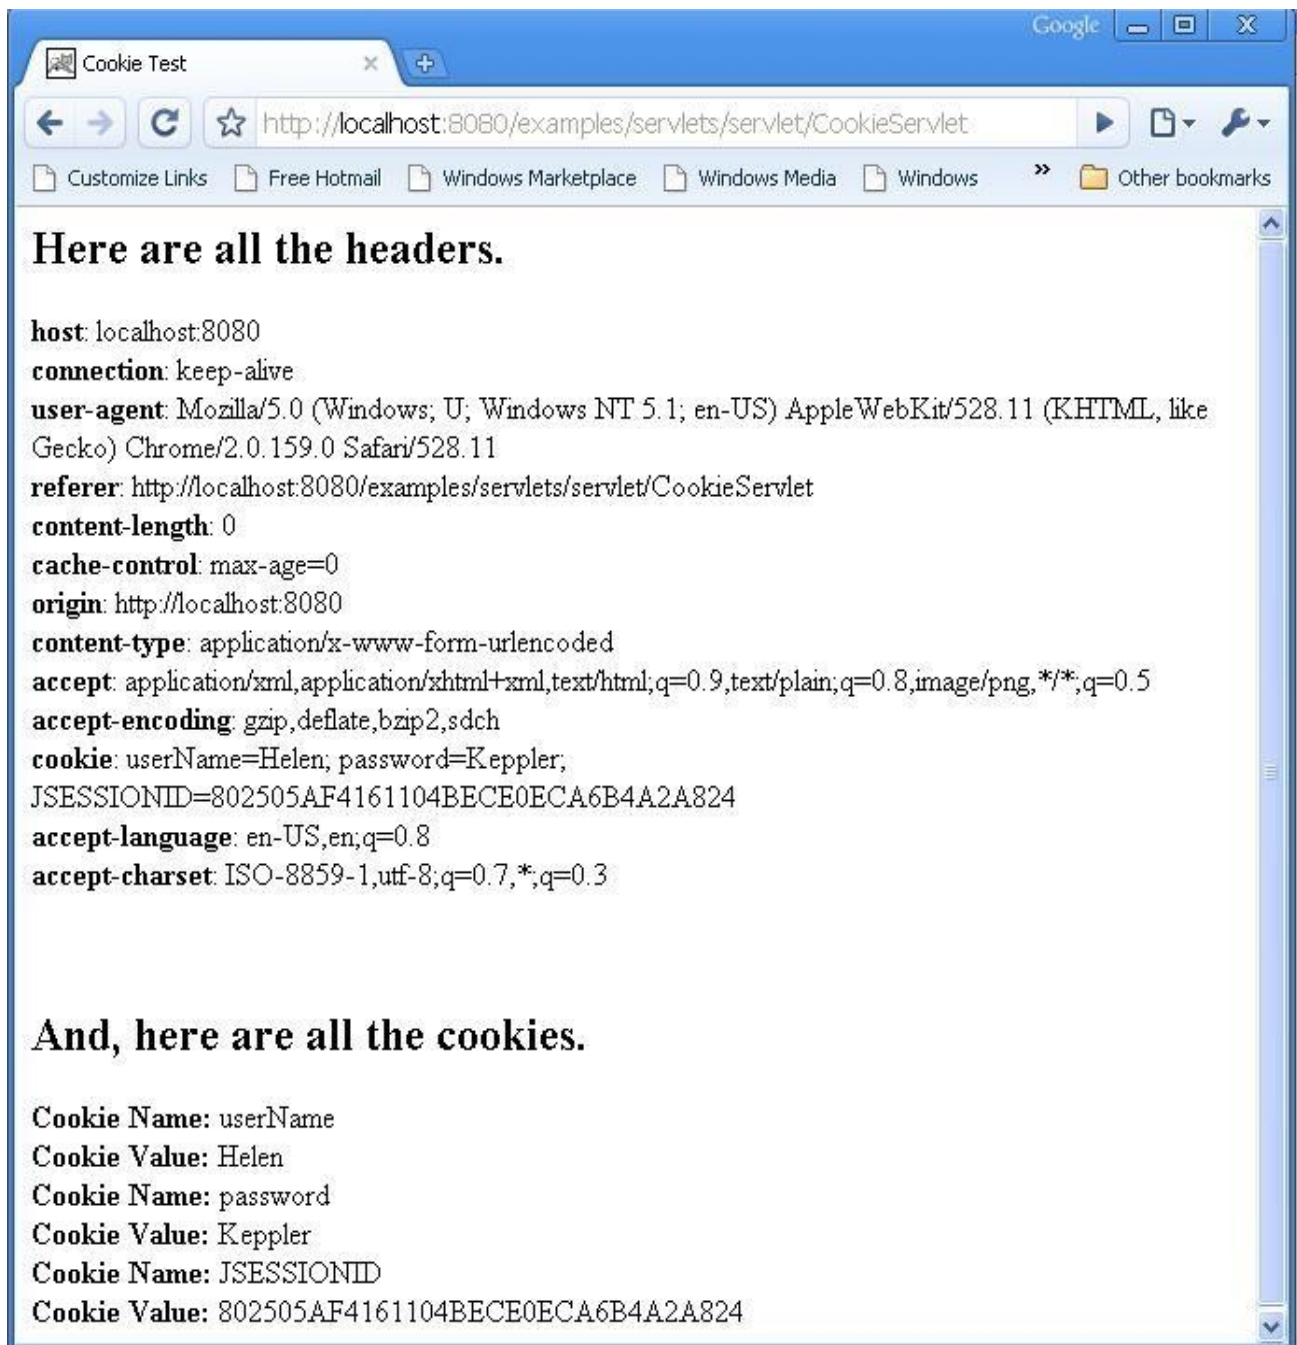 Google
Cookie Test
http://localhost:8080/examples/servlets/servlet/CookieServlet
Customize Links Free Hotmail Windows Marketplace Windows Media Windows » Other bookmarks
Here are all the headers.
host: localhost:8080
connection: keep-alive
user-agent: Mozilla/5.0 (Windows; U; Windows NT 5.1; en-US) AppleWebKit/528.11 (KHTML, like
Gecko) Chrome/2.0.159.0 Safari/528.11
referer: http://localhost:8080/examples/servlets/servlet/CookieServlet
content-length: 0
cache-control: max-age=0
origin: http://localhost:8080
content-type: application/x-www-form-urlencoded
accept: application/xml,application/xhtml+xml,text/html;q=0.9,text/plain;q=0.8,image/png,*/*;q=0.5
accept-encoding: gzip,deflate,bzip2,sdch
cookie: userName=Helen; password=Keppler;
JSESSIONID=802505AF4161104BECE0ECA6B4A2A824
accept-language: en-US,en;q=0.8
accept-charset: ISO-8859-1,utf-8;q=0.7,*;q=0.3
And, here are all the cookies.
Cookie Name: userName
Cookie Value: Helen
Cookie Name: password
Cookie Value: Keppler
Cookie Name: JSESSIONID
Cookie Value: 802505AF4161104BECE0ECA6B4A2A824